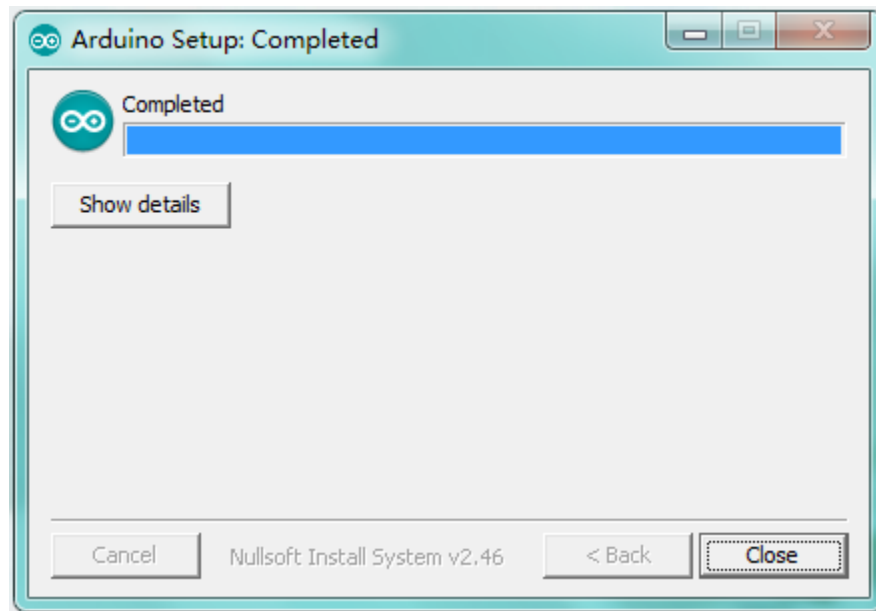 Arduino Setup: Completed
Completed
Show details
Cancel Nullsoft Install System v2.46 < Back Close